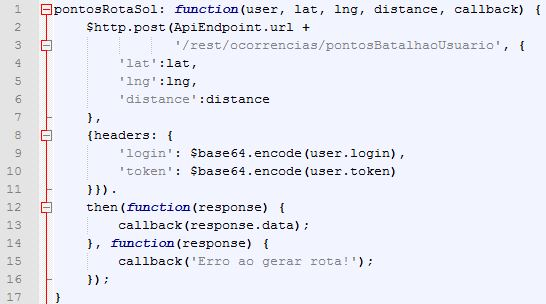 1 pontosRotaSol: function(user, lat, lng, distance, callback) {
2 $http.post(ApiEndpoint.url +
3 '/rest/ocorrencias/pontosBatalhaoUsuario', {
4 'lat':lat,
5 'lng':lng,
6 'distance':distance
7 },
8 {headers: {
9 'login': $base64.encode(user.login),
10 'token': $base64.encode(user.token)
11 }}).
12 then(function(response) {
13 callback(response.data);
14 }, function(response) {
15 callback('Erro ao gerar rota!');
16 });
17 }